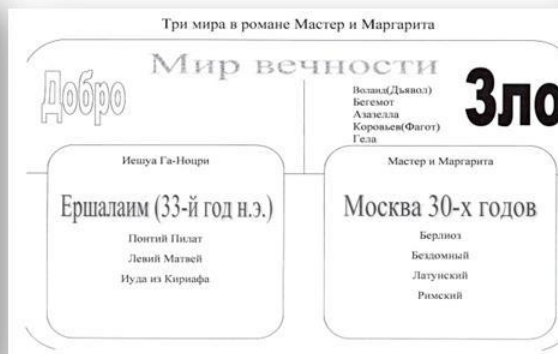 Три мира в романе Мастер и Маргарита
Мир вечности
Добро
Зло
Воланд(Дьявол)
Бегемот
Азазелла
Коровьев(Фагот)
Гела
Иешуа Га-Ноцри
Ершалаим (33-й год н.э.)
Понтий Пилат
Левий Матвей
Иуда из Кириафа
Мастер и Маргарита
Москва 30-х годов
Берлиоз
Бездомный
Латунский
Римский